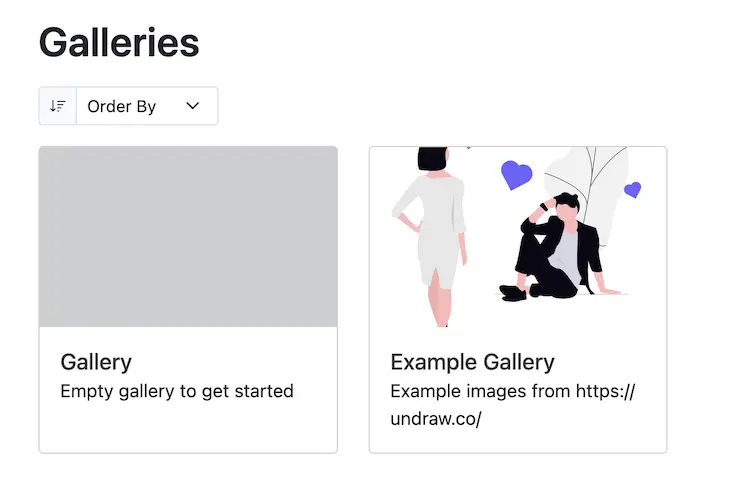 Galleries
Order By
Gallery
Empty gallery to get started
Example Gallery
Example images from https://
undraw.co/